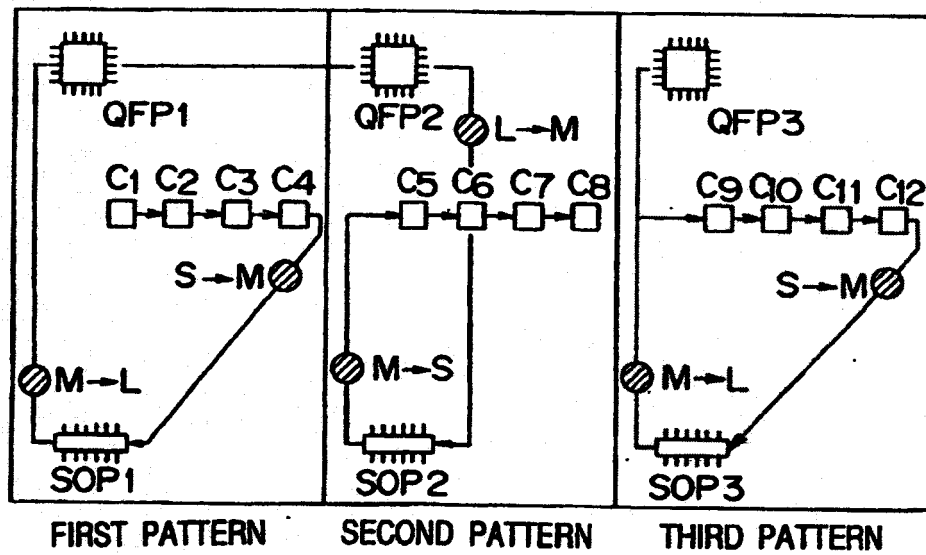 QFP1
QFP2
QFP3
L→M
C1 C2 C3 C4
C5 C6 C7 C8
C9 C10 C11 C12
S→M
S→M
M→L
M→S
M→L
SOP1
SOP2
SOP3
FIRST PATTERN
SECOND PATTERN
THIRD PATTERN